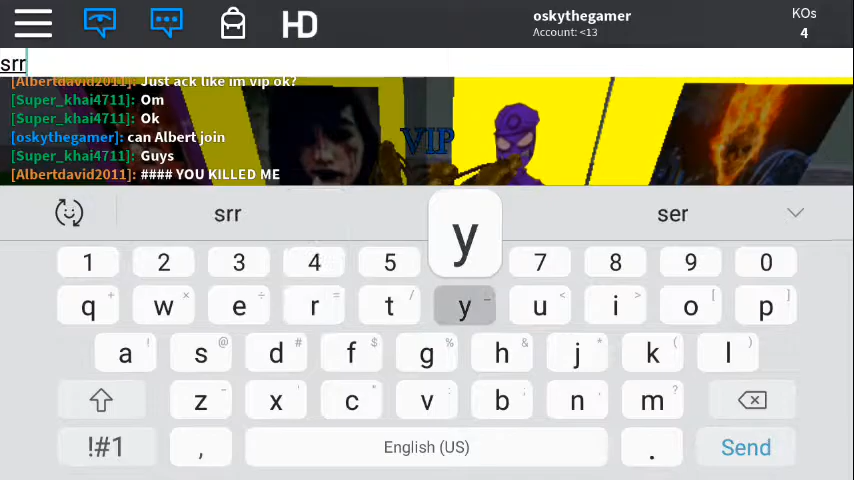 HD
oskythegamer
Account: <13
KOs
4
srr
[Albertdavid2011]: Just ack like im vip ok?
[Super_khai4711]: Om
[Super_khai4711]: Ok
[oskythegamer]: can Albert join
[Super_khai4711]: Guys
[Albertdavid2011]: #### YOU KILLED ME
VIP
srr ser
y
1 2 3 4 5 7 8 9 0
q + w × e ÷ r = t / y _ u < i > o [ p ]
a ! s @ d # f $ g % h & j * k ( l )
z - x ' c " v : b ; n , m ?
!#1 , English (US) . Send